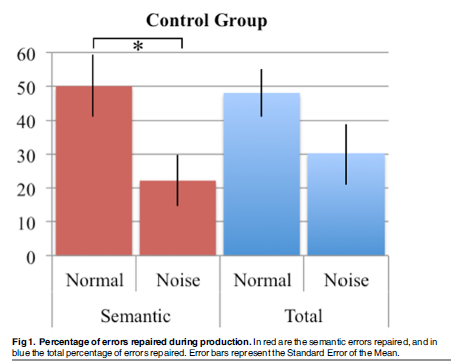 Control Group
*
60
50
40
30
20
10
0
Normal Noise Normal Noise
Semantic Total
Fig 1. Percentage of errors repaired during production. In red are the semantic errors repaired, and in
blue the total percentage of errors repaired. Error bars represent the Standard Error of the Mean.